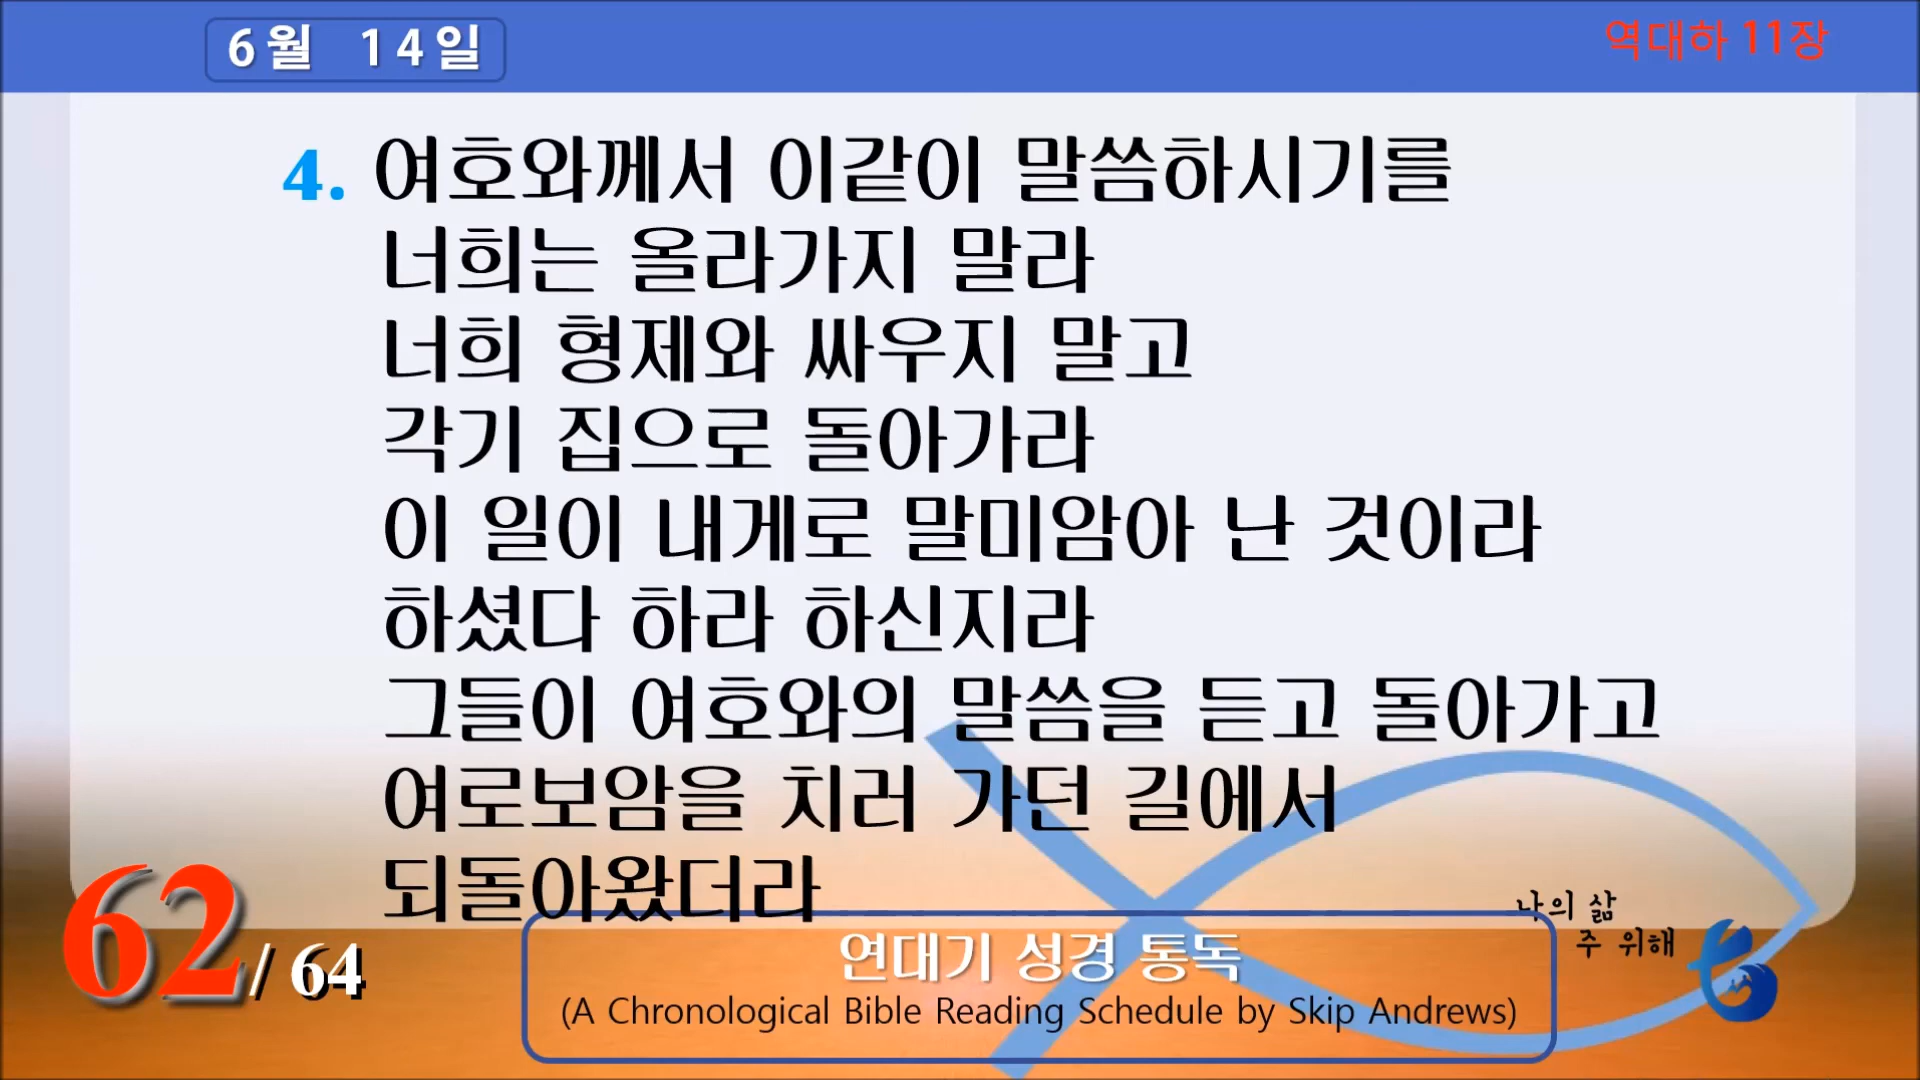 6월 14일
역대하 11장
4. 여호와께서 이같이 말씀하시기를
너희는 올라가지 말라
너희 형제와 싸우지 말고
각기 집으로 돌아가라
이 일이 내게로 말미암아 난 것이라
하셨다 하라 하신지라
그들이 여호와의 말씀을 듣고 돌아가고
여로보암을 치러 가던 길에서
되돌아왔더라
62/ 64
나의 삶
주 위해
연대기 성경 통독
(A Chronological Bible Reading Schedule by Skip Andrews)